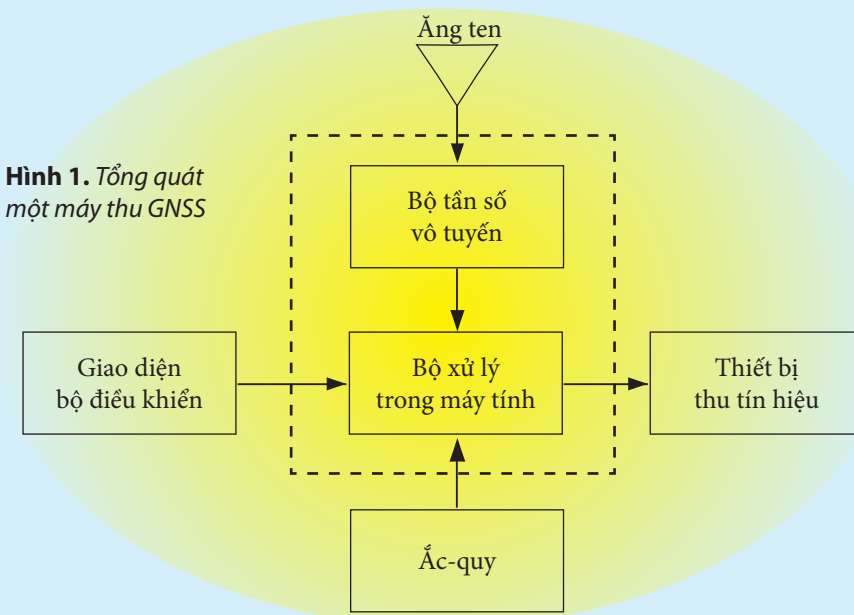 Ăng ten
Hình 1. Tổng quát
một máy thu GNSS
Bộ tần số
vô tuyến
Giao diện
bộ điều khiển
Bộ xử lý
trong máy tính
Thiết bị
thu tín hiệu
Ắc-quy